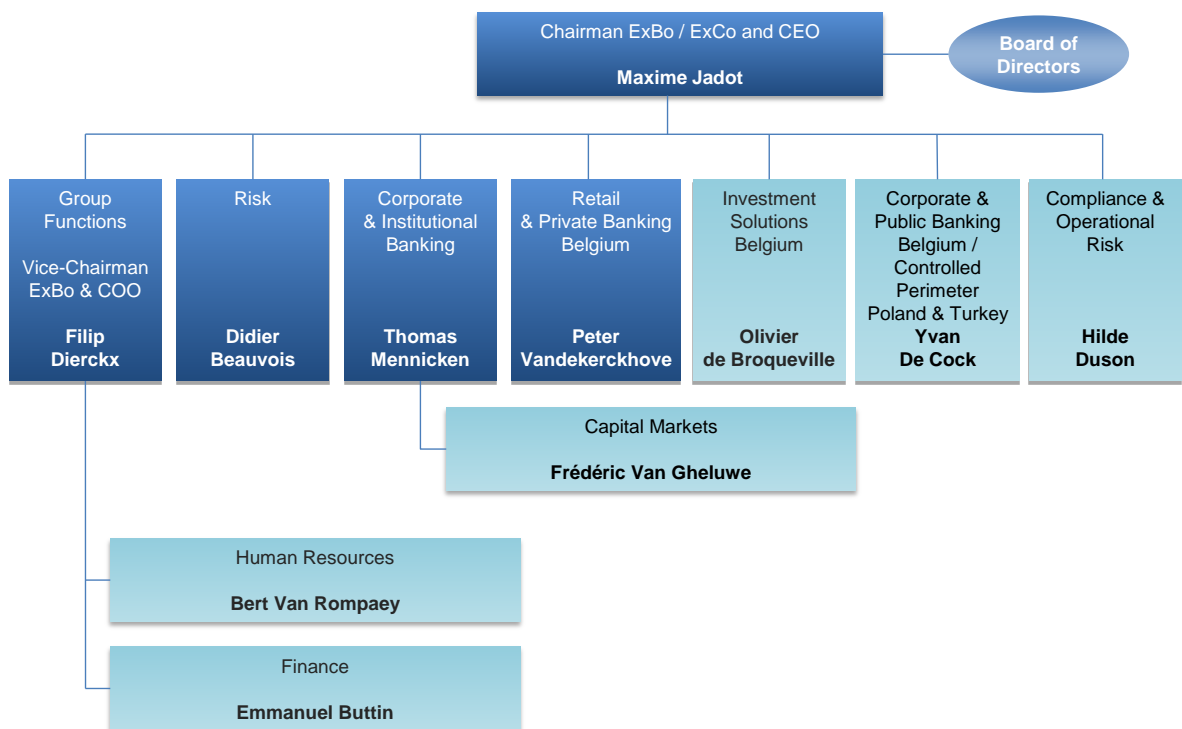 Chairman ExBo / ExCo and CEO
Maxime Jadot
Board of
Directors
Group
Functions
Vice-Chairman
ExBo & COO
Filip
Dierckx
Risk
Didier
Beauvois
Corporate
& Institutional
Banking
Thomas
Mennicken
Retail
& Private Banking
Belgium
Peter
Vandekerckhove
Investment
Solutions
Belgium
Olivier
de Broqueville
Corporate &
Public Banking
Belgium /
Controlled
Perimeter
Poland & Turkey
Yvan
De Cock
Compliance &
Operational
Risk
Hilde
Duson
Capital Markets
Frédéric Van Gheluwe
Human Resources
Bert Van Rompaey
Finance
Emmanuel Buttin